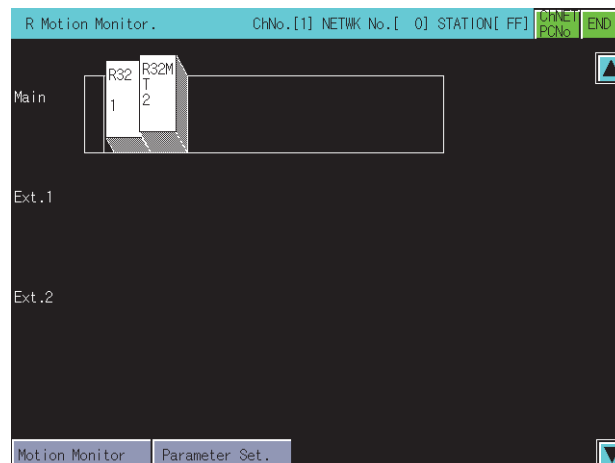 R Motion Monitor. ChNo.[1] NETWK No.[ 0] STATION[ FF] ChNET END
PCNo
R32 R32M
T
Main 1 2
Ext.1
Ext.2
Motion Monitor Parameter Set.